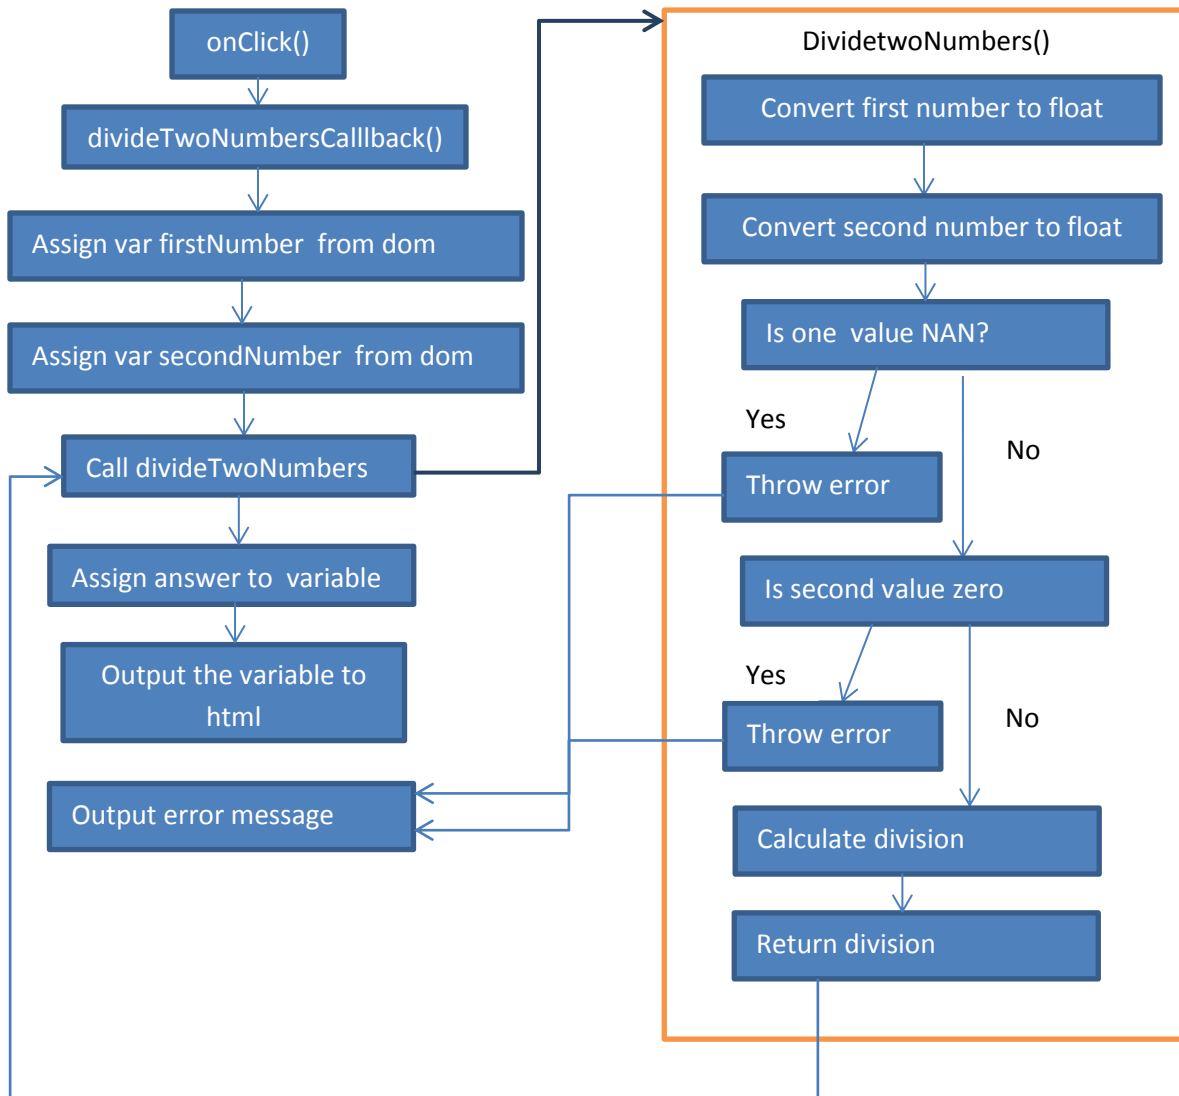 onClick()
divideTwoNumbersCalllback()
Assign var firstNumber from dom
Assign var secondNumber from dom
Call divideTwoNumbers
Assign answer to variable
Output the variable to
html
Output error message
DividetwoNumbers()
Convert first number to float
Convert second number to float
Is one value NAN?
Yes
No
Throw error
Is second value zero
Yes
No
Throw error
Calculate division
Return division